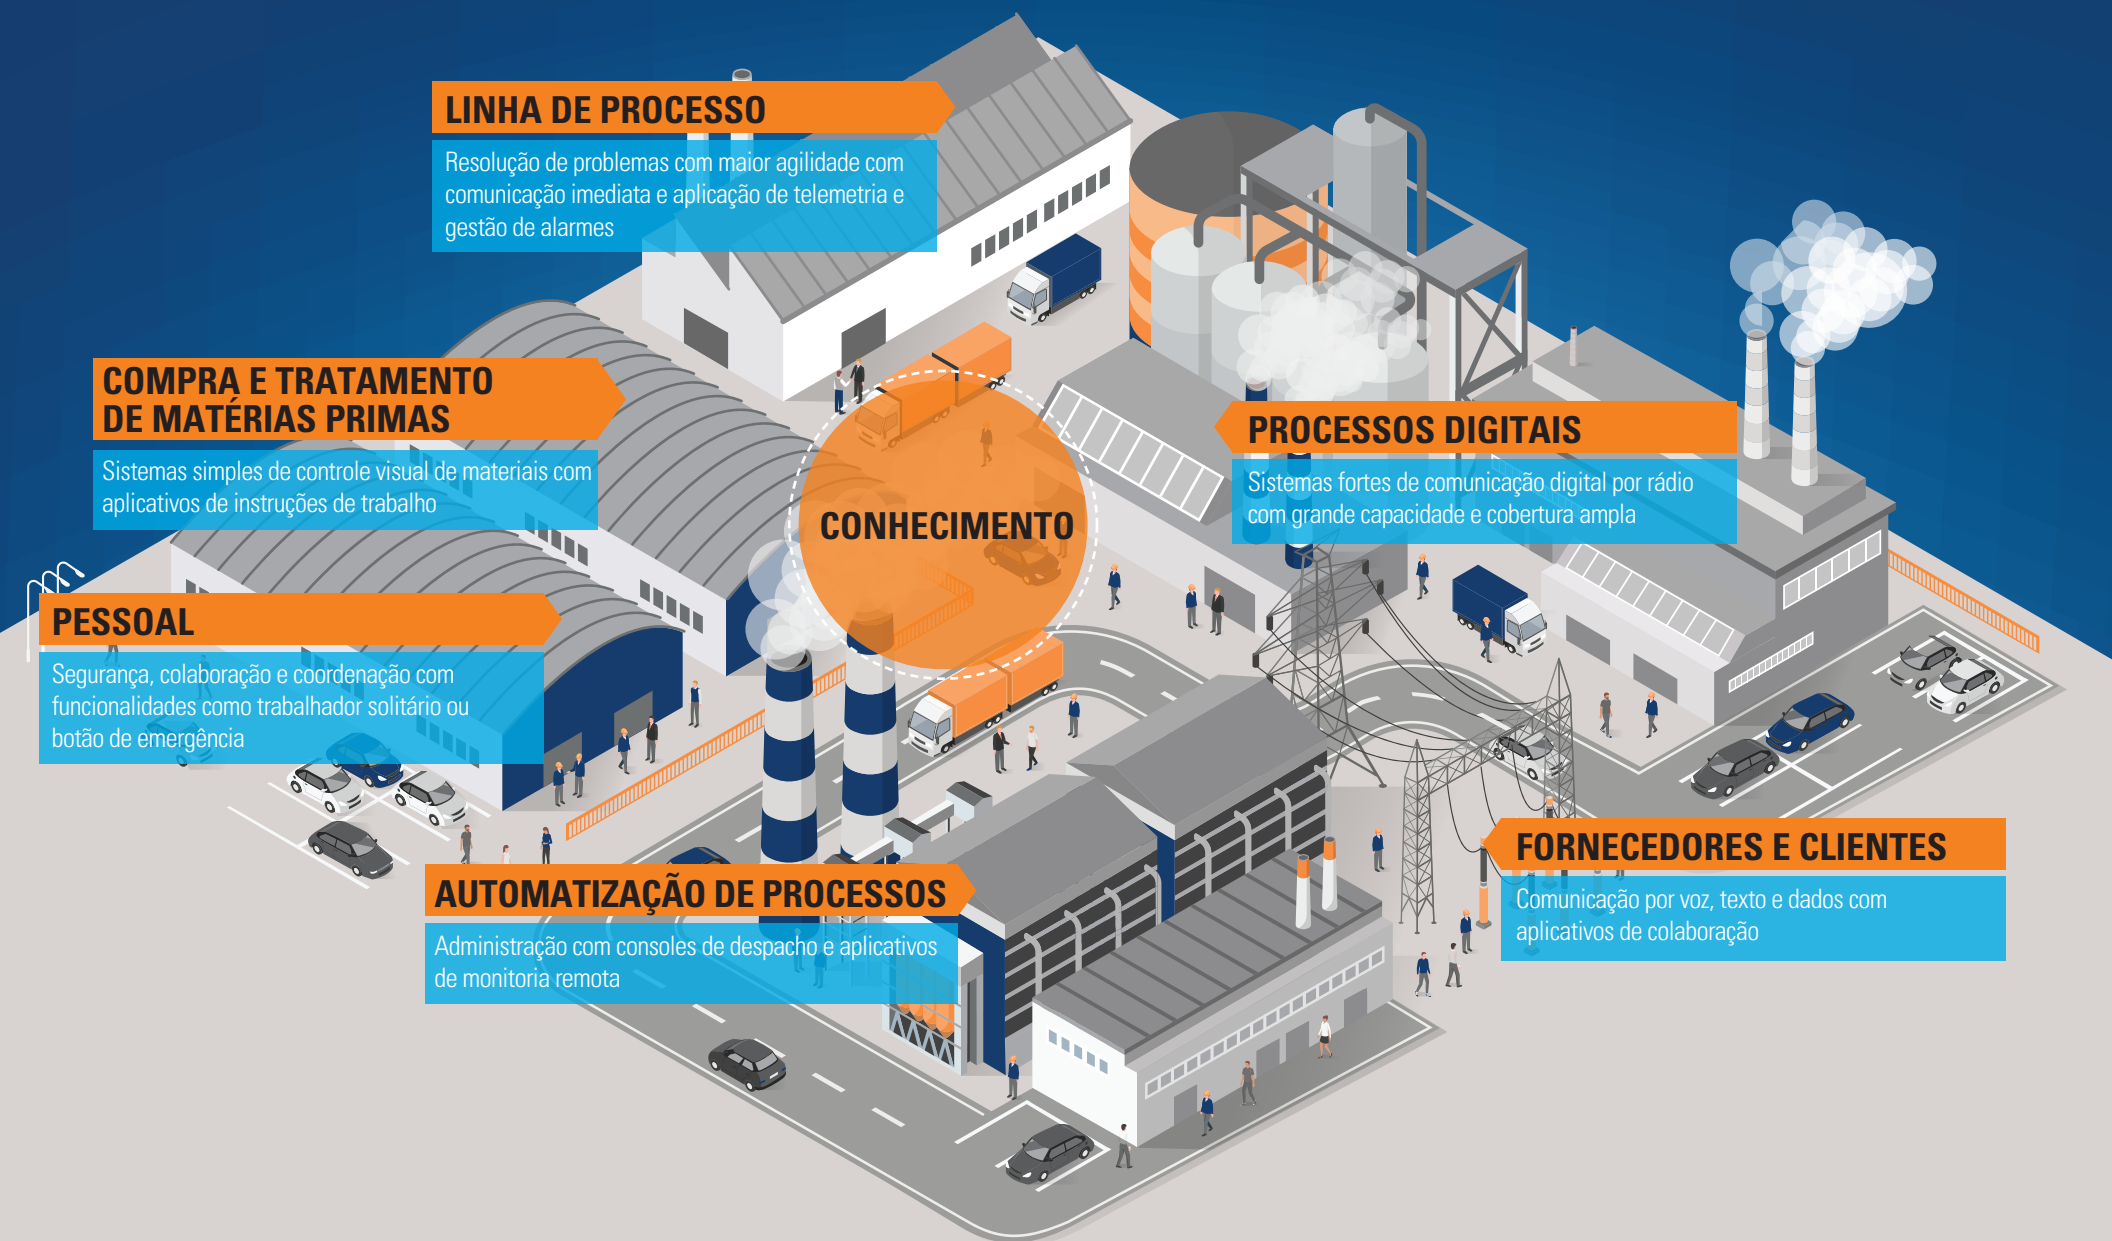 LINHA DE PROCESSO
Resolução de problemas com maior agilidade com
comunicação imediata e aplicação de telemetria e
gestão de alarmes
COMPRA E TRATAMENTO
DE MATÉRIAS PRIMAS
Sistemas simples de controle visual de materiais com
aplicativos de instruções de trabalho
PROCESSOS DIGITAIS
Sistemas fortes de comunicação digital por rádio
com grande capacidade e cobertura ampla
CONHECIMENTO
PESSOAL
Segurança, colaboração e coordenação com
funcionalidades como trabalhador solitário ou
botão de emergência
FORNECEDORES E CLIENTES
Comunicação por voz, texto e dados com
aplicativos de colaboração
AUTOMATIZAÇÃO DE PROCESSOS
Administração com consoles de despacho e aplicativos
de monitoria remota